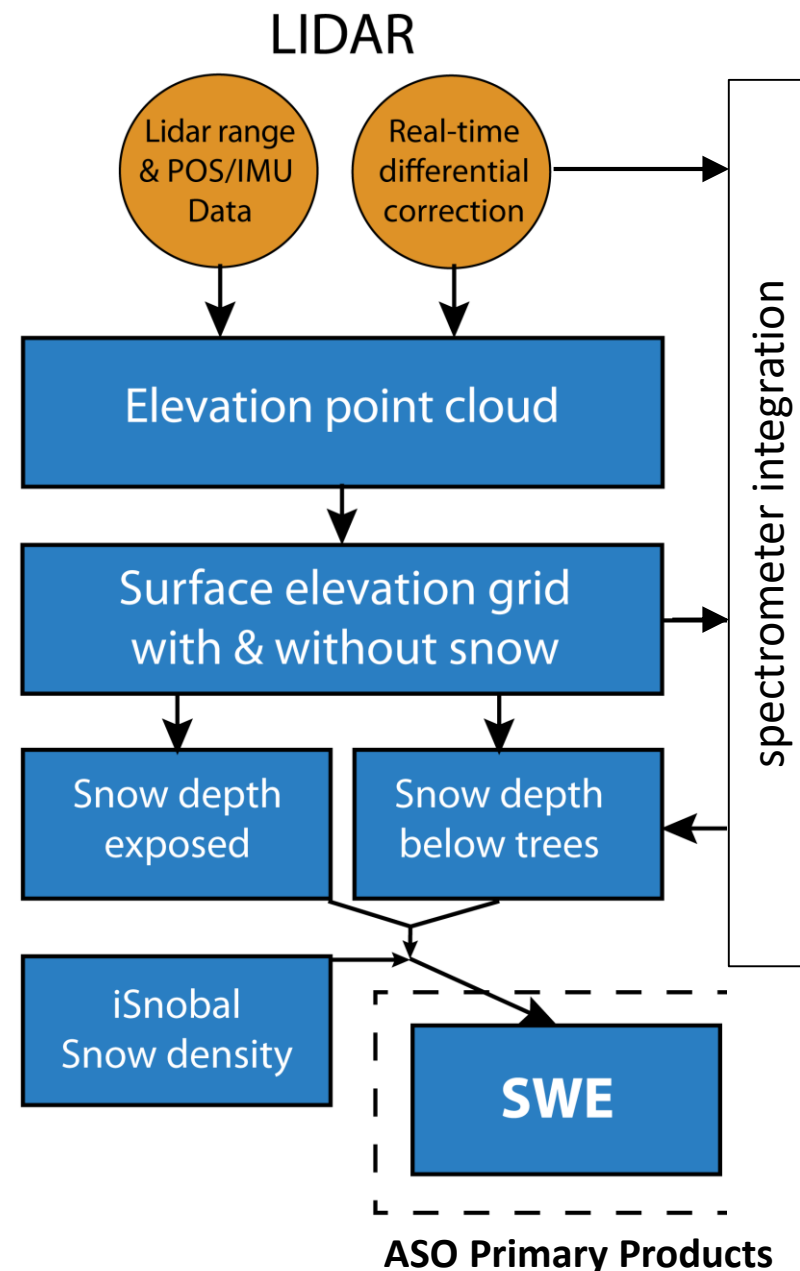 LIDAR
Lidar range
& POS/IMU
Data
Real-time
differential
correction
Elevation point cloud
Surface elevation grid
with & without snow
Snow depth
exposed
Snow depth
below trees
spectrometer integration
iSnobal
Snow density
SWE
ASO Primary Products